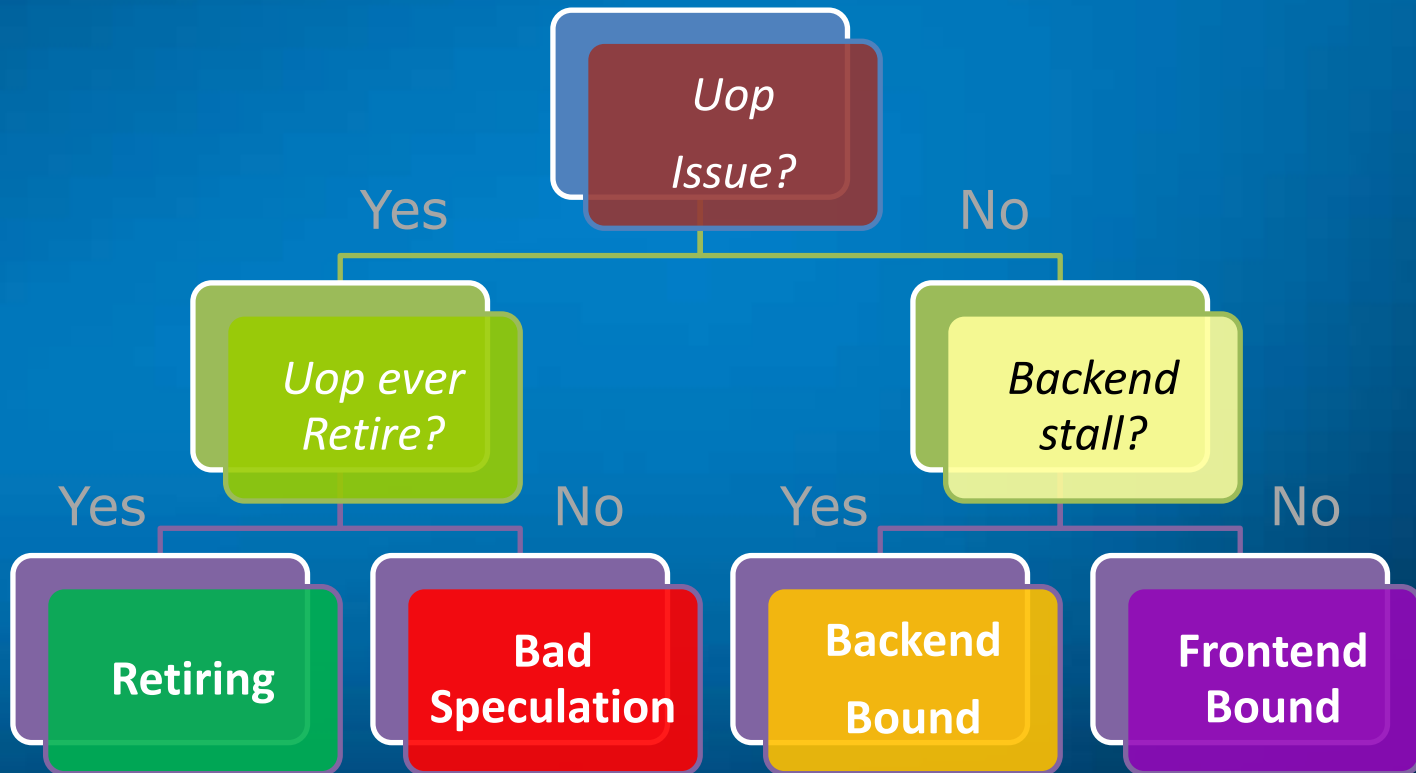 Uop
Issue?
Yes
No
Uop ever
Retire?
Backend
stall?
Yes
No
Yes
No
Retiring
Bad
Speculation
Backend
Bound
Frontend
Bound